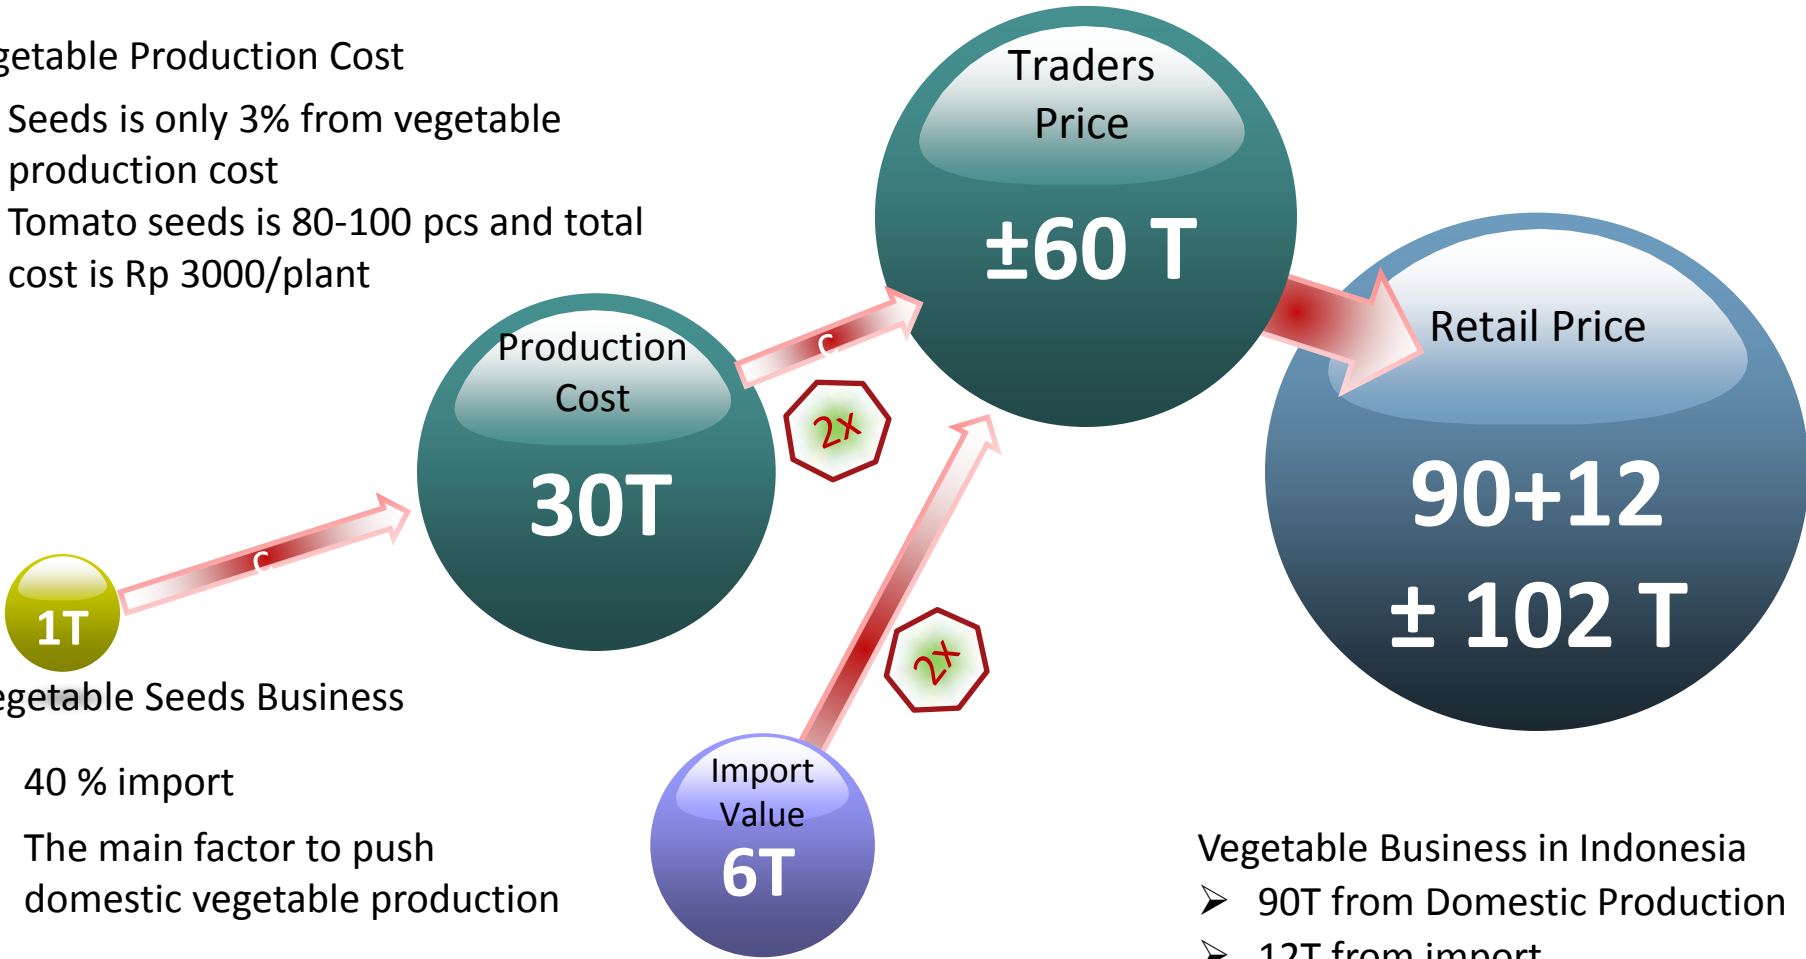 getable Production Cost
Seeds is only 3% from vegetable
production cost
Tomato seeds is 80-100 pcs and total
cost is Rp 3000/plant
Traders
Price
±60 T
Retail Price
90+12
± 102 T
Production
Cost
30T
C
2x
C
1T
2x
egetable Seeds Business
40 % import
The main factor to push
domestic vegetable production
Import
Value
6T
Vegetable Business in Indonesia
➢ 90T from Domestic Production
➢ 12T from import